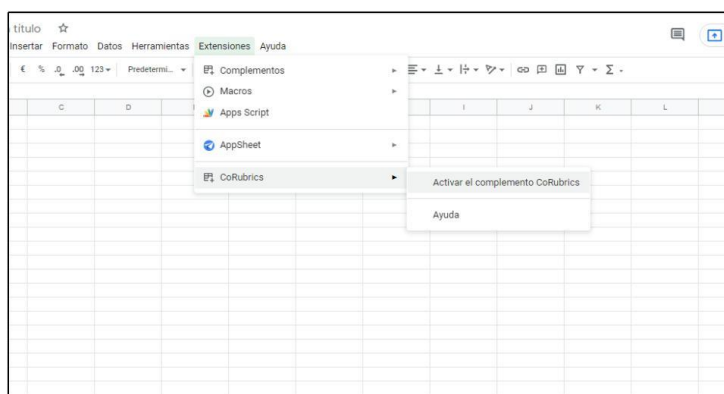 título
Insertar Formato Datos Herramientas Extensiones Ayuda
€ % .0 .00 123 Predetermi...
Complementos
Macros
Apps Script
AppSheet
CoRubrics
Activar el complemento CoRubrics
Ayuda
C D I J K L